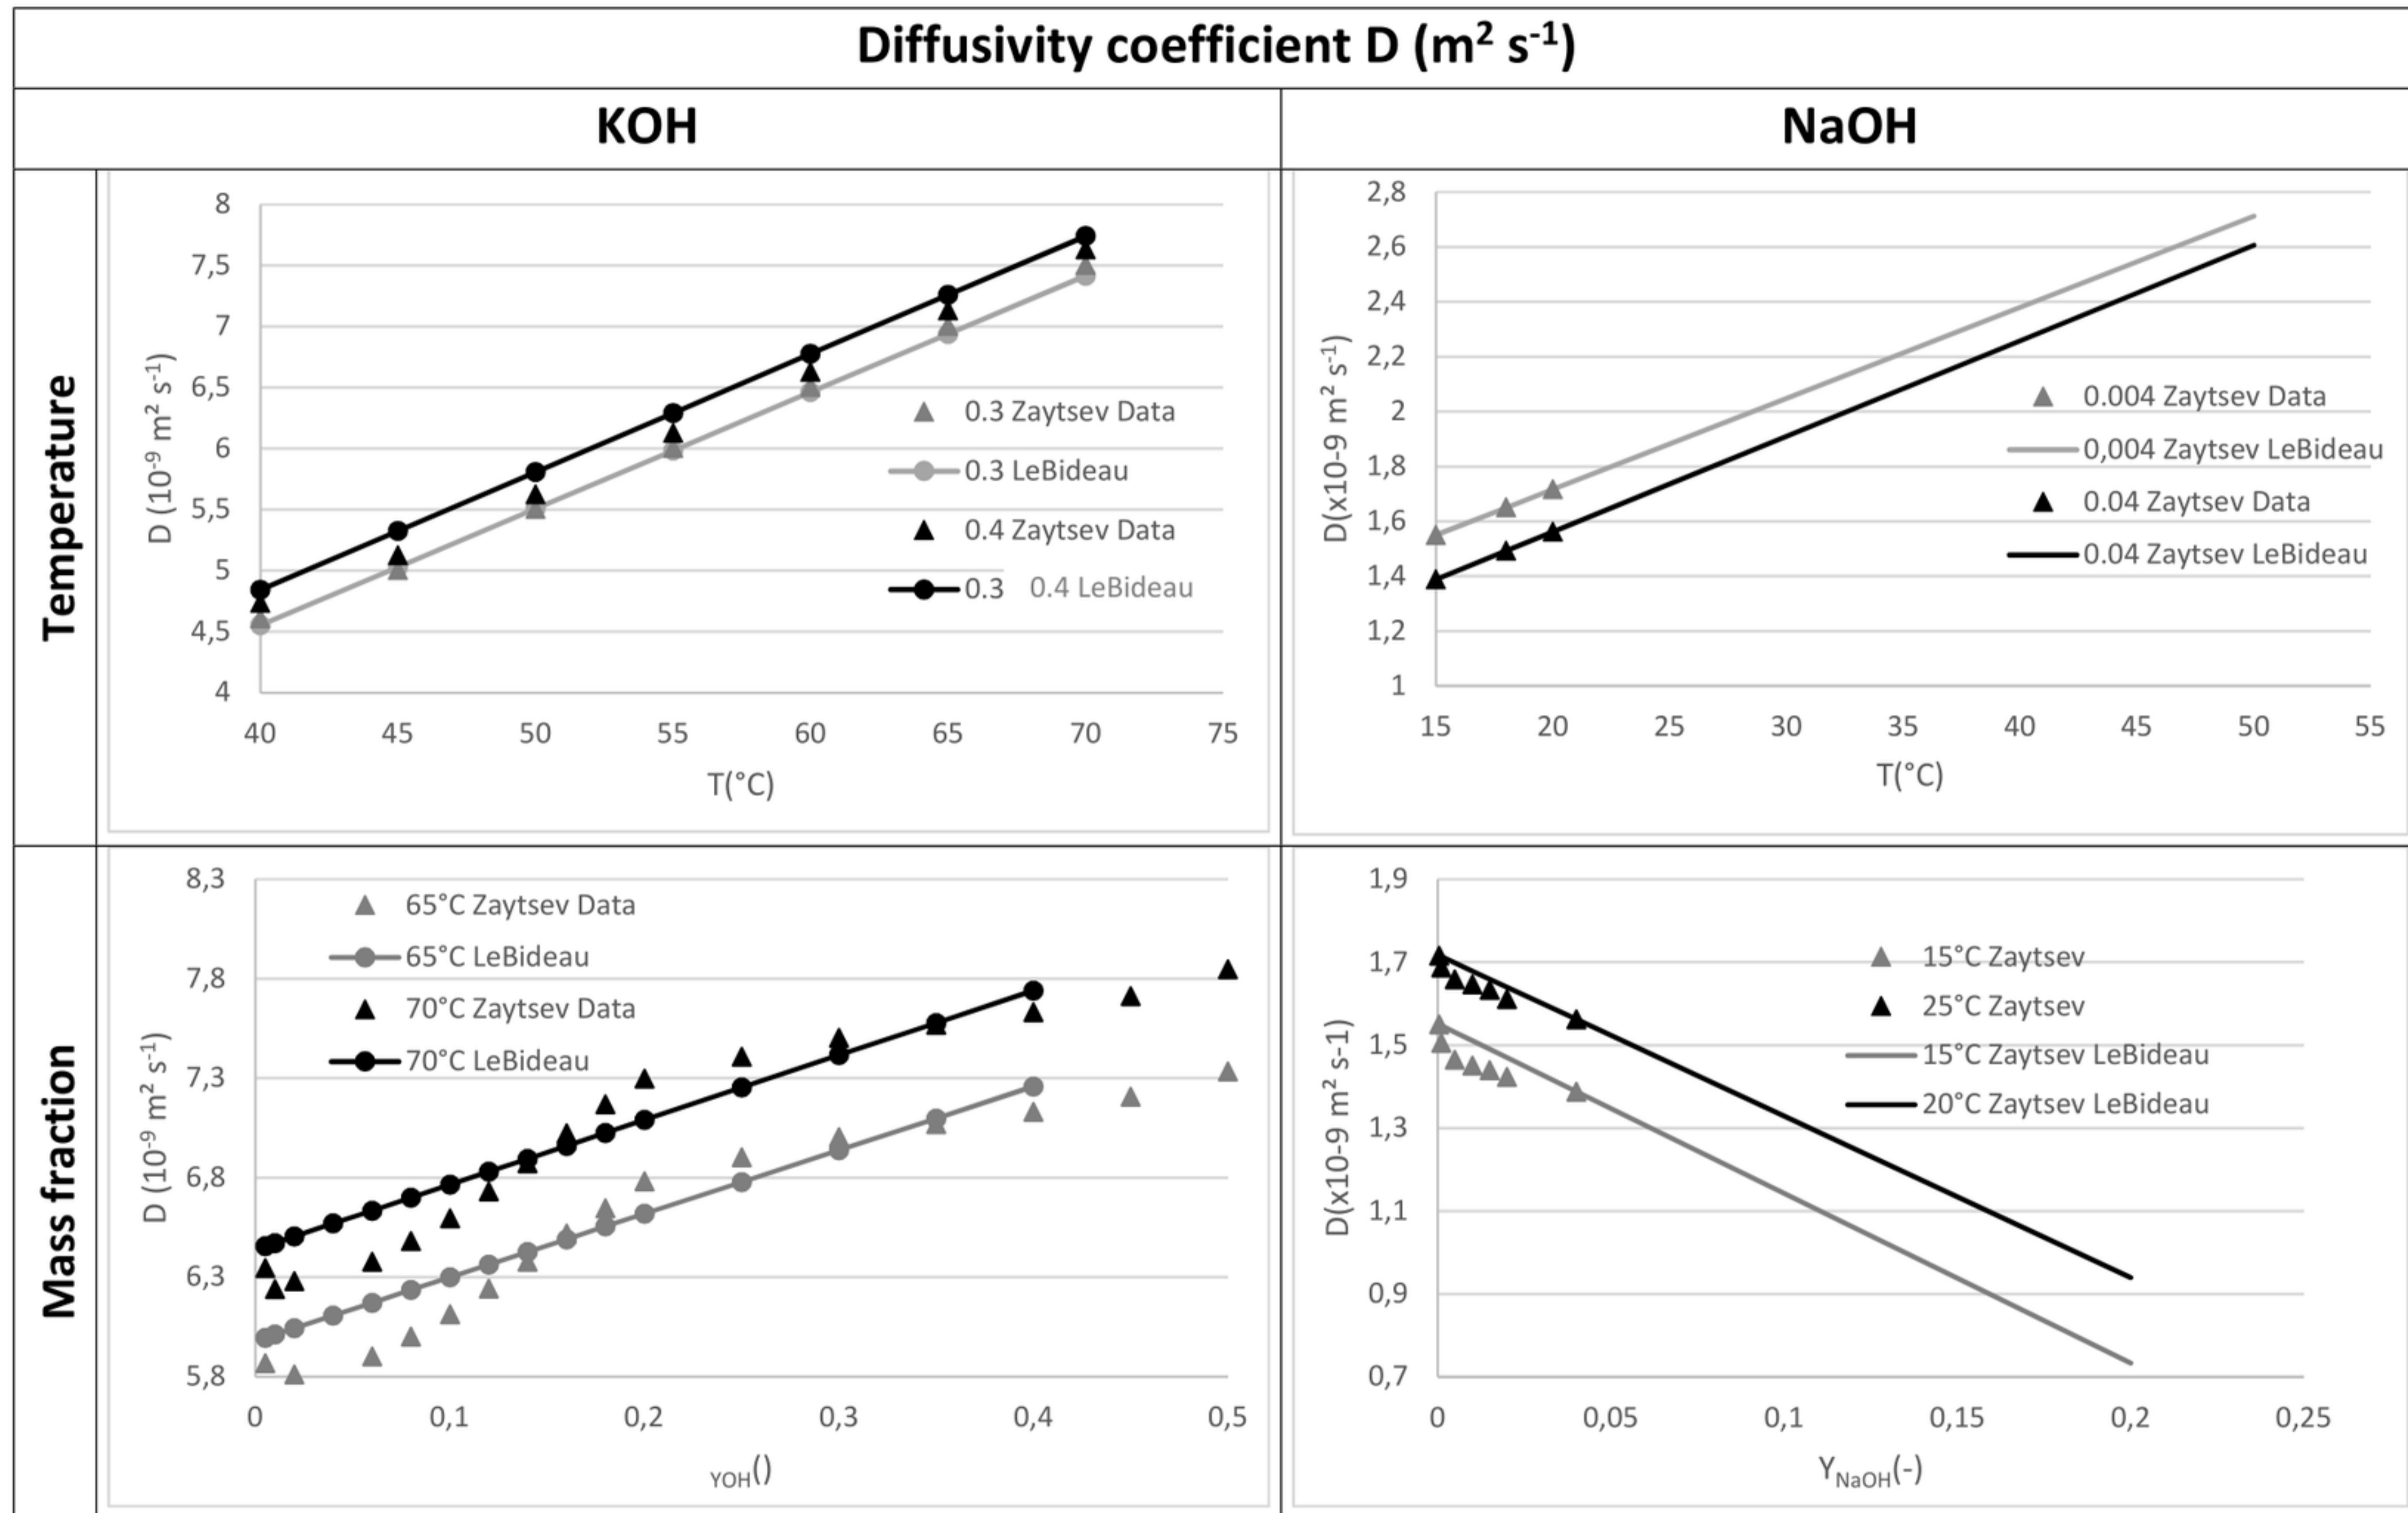 Diffusivity coefficient D (m² s⁻¹)
KOH
NaOH
Temperature
8
7,5
7
6,5
6
5,5
5
4,5
4
D (10⁻⁹ m² s⁻¹)
40 45 50 55 60 65 70 75
T(°C)
0.3 Zaytsev Data
0.3 LeBideau
0.4 Zaytsev Data
0.3 0.4 LeBideau
2,8
2,6
2,4
2,2
2
1,8
1,6
1,4
1,2
1
D(x10-9 m² s⁻¹)
15 20 25 30 35 40 45 50 55
T(°C)
0.004 Zaytsev Data
0,004 Zaytsev LeBideau
0.04 Zaytsev Data
0.04 Zaytsev LeBideau
Mass fraction
8,3
7,8
7,3
6,8
6,3
5,8
D (10⁻⁹ m² s⁻¹)
0 0,1 0,2 0,3 0,4 0,5
YOH()
65°C Zaytsev Data
65°C LeBideau
70°C Zaytsev Data
70°C LeBideau
1,9
1,7
1,5
1,3
1,1
0,9
0,7
D(x10-9 m² s-1)
0 0,05 0,1 0,15 0,2 0,25
Y_NaOH(-)
15°C Zaytsev
25°C Zaytsev
15°C Zaytsev LeBideau
20°C Zaytsev LeBideau